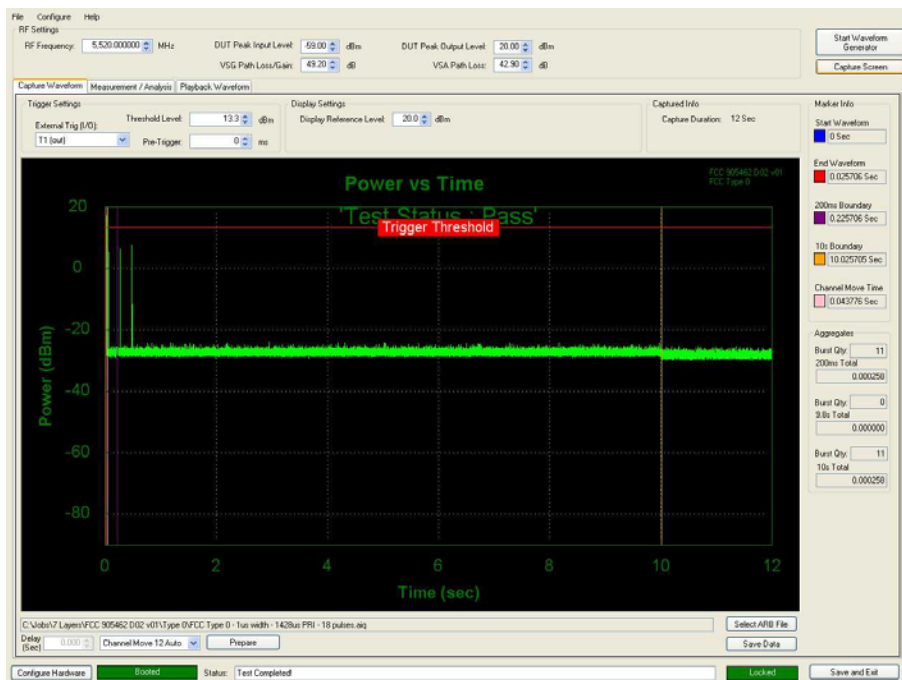 File Configure Help
RF Settings
RF Frequency: 5,520.000000 MHz DUT Peak Input Level: -59.00 dBm DUT Peak Output Level: 20.00 dBm
VSG Path Loss/Gain: 49.20 dB VSA Path Loss: 42.90 dB
Start Waveform Generator
Capture Screen
Capture Waveform Measurement / Analysis Playback Waveform
Trigger Settings
External Trig (I/O): T1 (out)
Threshold Level: 13.3 dBm
Pre-Trigger: 0 ms
Display Settings
Display Reference Level: 20.0 dBm
Captured Info
Capture Duration: 12 Sec
FCC 905462 D02 v01
FCC Type 0
Power vs Time
'Test Status : Pass'
Trigger Threshold
Power (dBm)
20
0
-20
-40
-60
-80
0 2 4 6 8 10 12
Time (sec)
Marker Info
Start Waveform
0 Sec
End Waveform
0.025706 Sec
200ms Boundary
0.225706 Sec
10s Boundary
10.025705 Sec
Channel Move Time
0.043776 Sec
Aggregates
Burst Qty: 11
200ms Total
0.000258
Burst Qty: 0
9.8s Total
0.000000
Burst Qty: 11
10s Total
0.000258
C:\Jobs\7 Layers\FCC 905462 D02 v01\Type 0\FCC Type 0 - 1us width - 1428us PRI - 18 pulses.aiq
Select ARB File
Delay (Sec) 0.000 Channel Move 12 Auto Prepare
Save Data
Configure Hardware Booted Status: Test Completed Locked Save and Exit